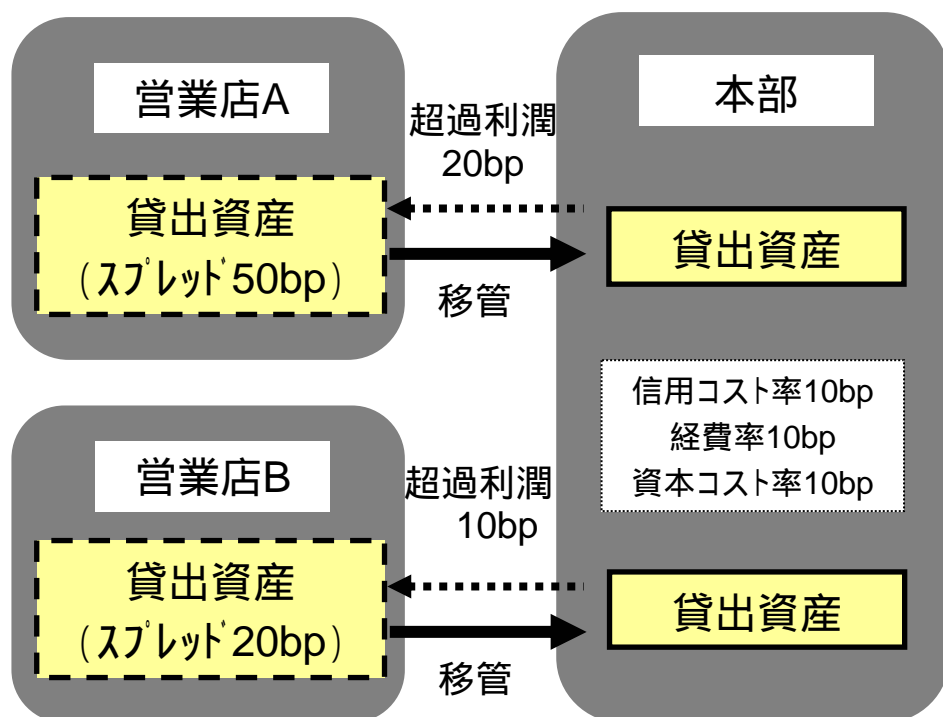 営業店A
貸出資産
(ｽﾌﾟﾚｯﾄﾞ50bp)
超過利潤
20bp
移管
本部
貸出資産
信用コスト率10bp
経費率10bp
資本コスト率10bp
営業店B
貸出資産
(ｽﾌﾟﾚｯﾄﾞ20bp)
超過利潤
10bp
移管
貸出資産